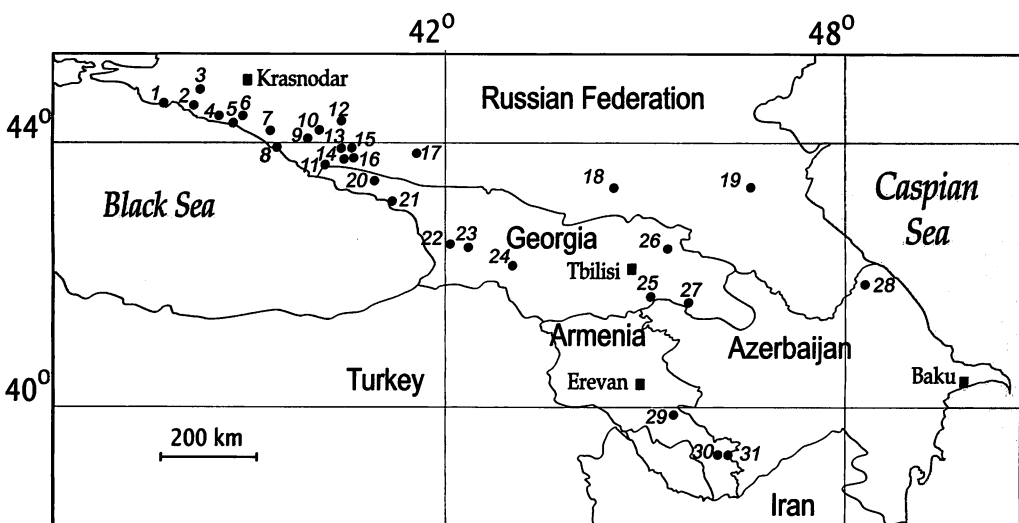 42⁰ 48⁰
3 Krasnodar
1 2 4 5 6 12 Russian Federation
44⁰ 7 10 9 13 15
8 11 14 16 17
20 18 19 Caspian
Black Sea 21 Sea
22 23 Georgia 26
24 Tbilisi
25 27 28
Armenia Azerbaijan
40⁰ Turkey Erevan Baku
29
200 km 30 31
Iran